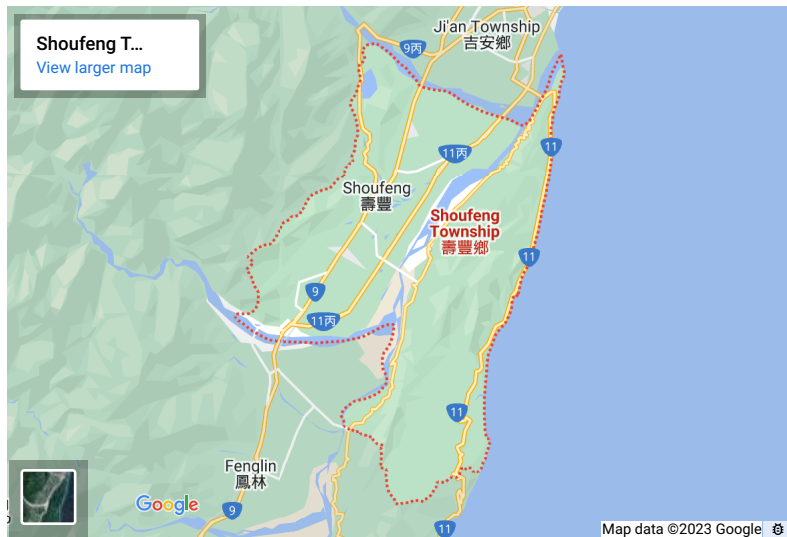 Shoufeng T...
View larger map
Ji'an Township
吉安鄉
9丙
11
11丙
Shoufeng
壽豐
Shoufeng
Township
壽豐鄉
11
9
11丙
11
Fenglin
鳳林
9
11
Google
Map data ©2023 Google